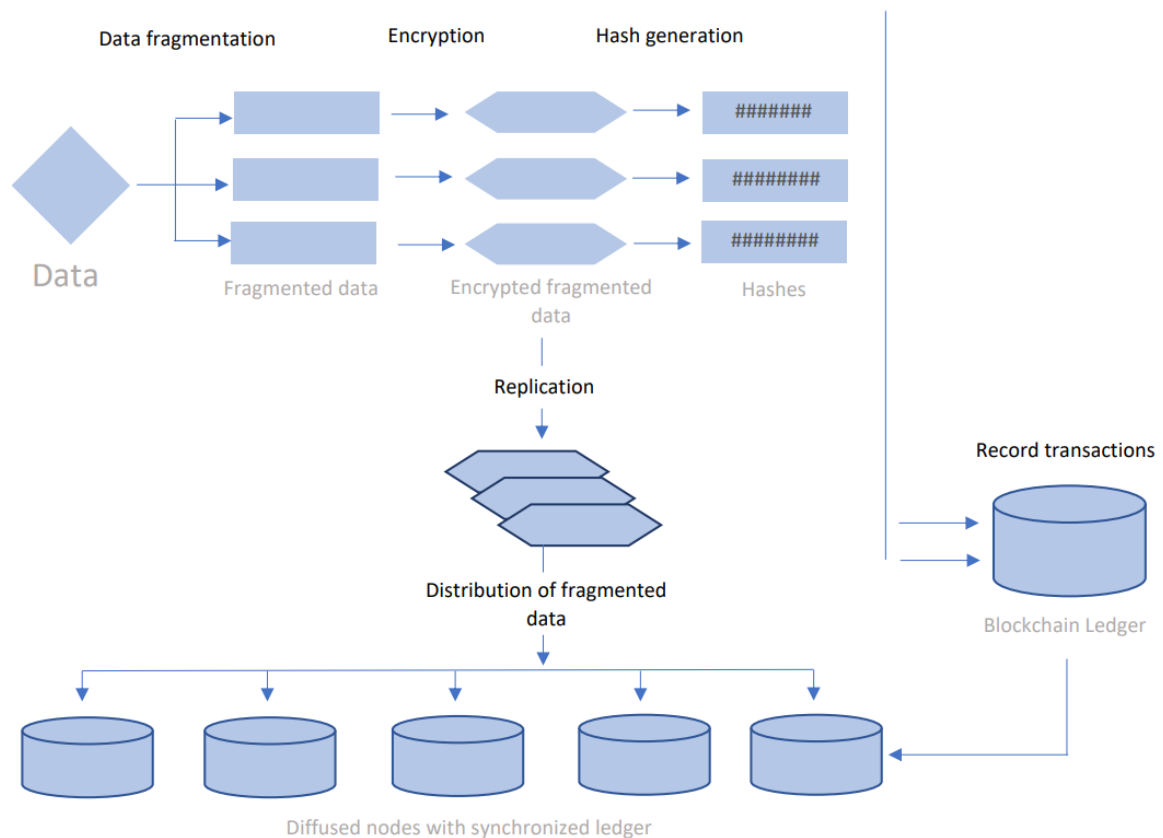 Data fragmentation
Encryption
Hash generation
#######
########
########
Data
Fragmented data
Encrypted fragmented
data
Hashes
Replication
Record transactions
Distribution of fragmented
data
Blockchain Ledger
Diffused nodes with synchronized ledger